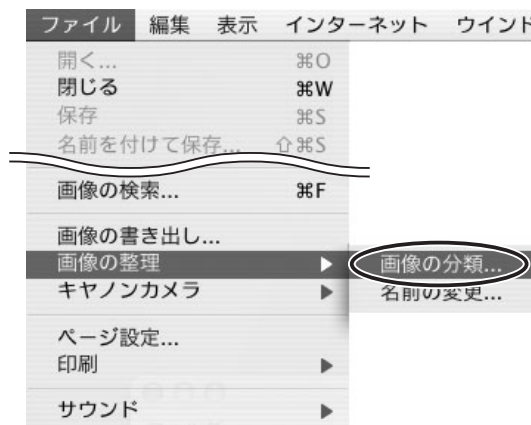 ファイル 編集 表示 インターネット ウインド
開く... ⌘O
閉じる ⌘W
保存 ⌘S
名前を付けて保存... ⇧⌘S
画像の検索... ⌘F
画像の書き出し...
画像の整理 ▶ 画像の分類...
キヤノンカメラ ▶ 名前の変更...
ページ設定...
印刷 ▶
サウンド ▶